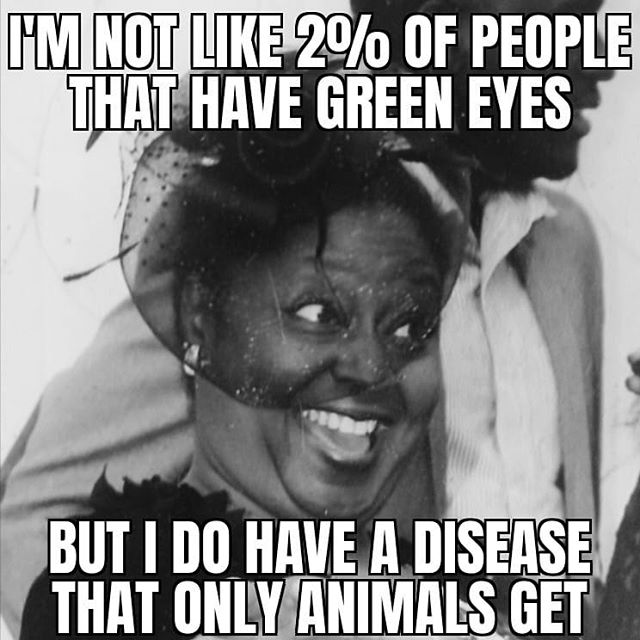 I'M NOT LIKE 2% OF PEOPLE
THAT HAVE GREEN EYES
BUT I DO HAVE A DISEASE
THAT ONLY ANIMALS GET